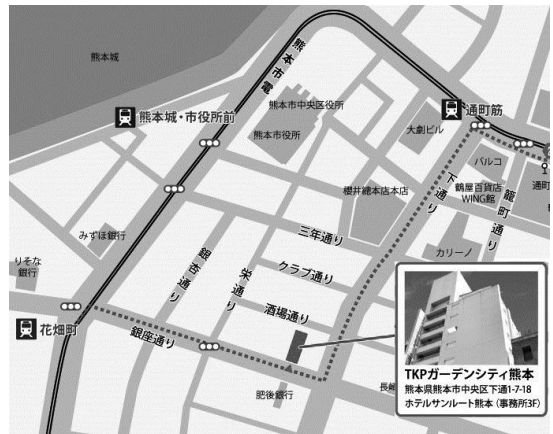 熊本城
熊本市電
熊本城・市役所前
熊本市中央区役所
熊本市役所
通町筋
大劇ビル
パルコ
通町
鶴屋百貨店
WING館
下通り
籠町通り
櫻井總本店本店
カリーノ
みずほ銀行
りそな
銀行
三年通り
銀杏通り
栄通り
クラブ通り
酒場通り
花畑町
銀座通り
肥後銀行
長崎
TKPガーデンシティ熊本
熊本県熊本市中央区下通1-7-18
ホテルサンルート熊本(事務所3F)